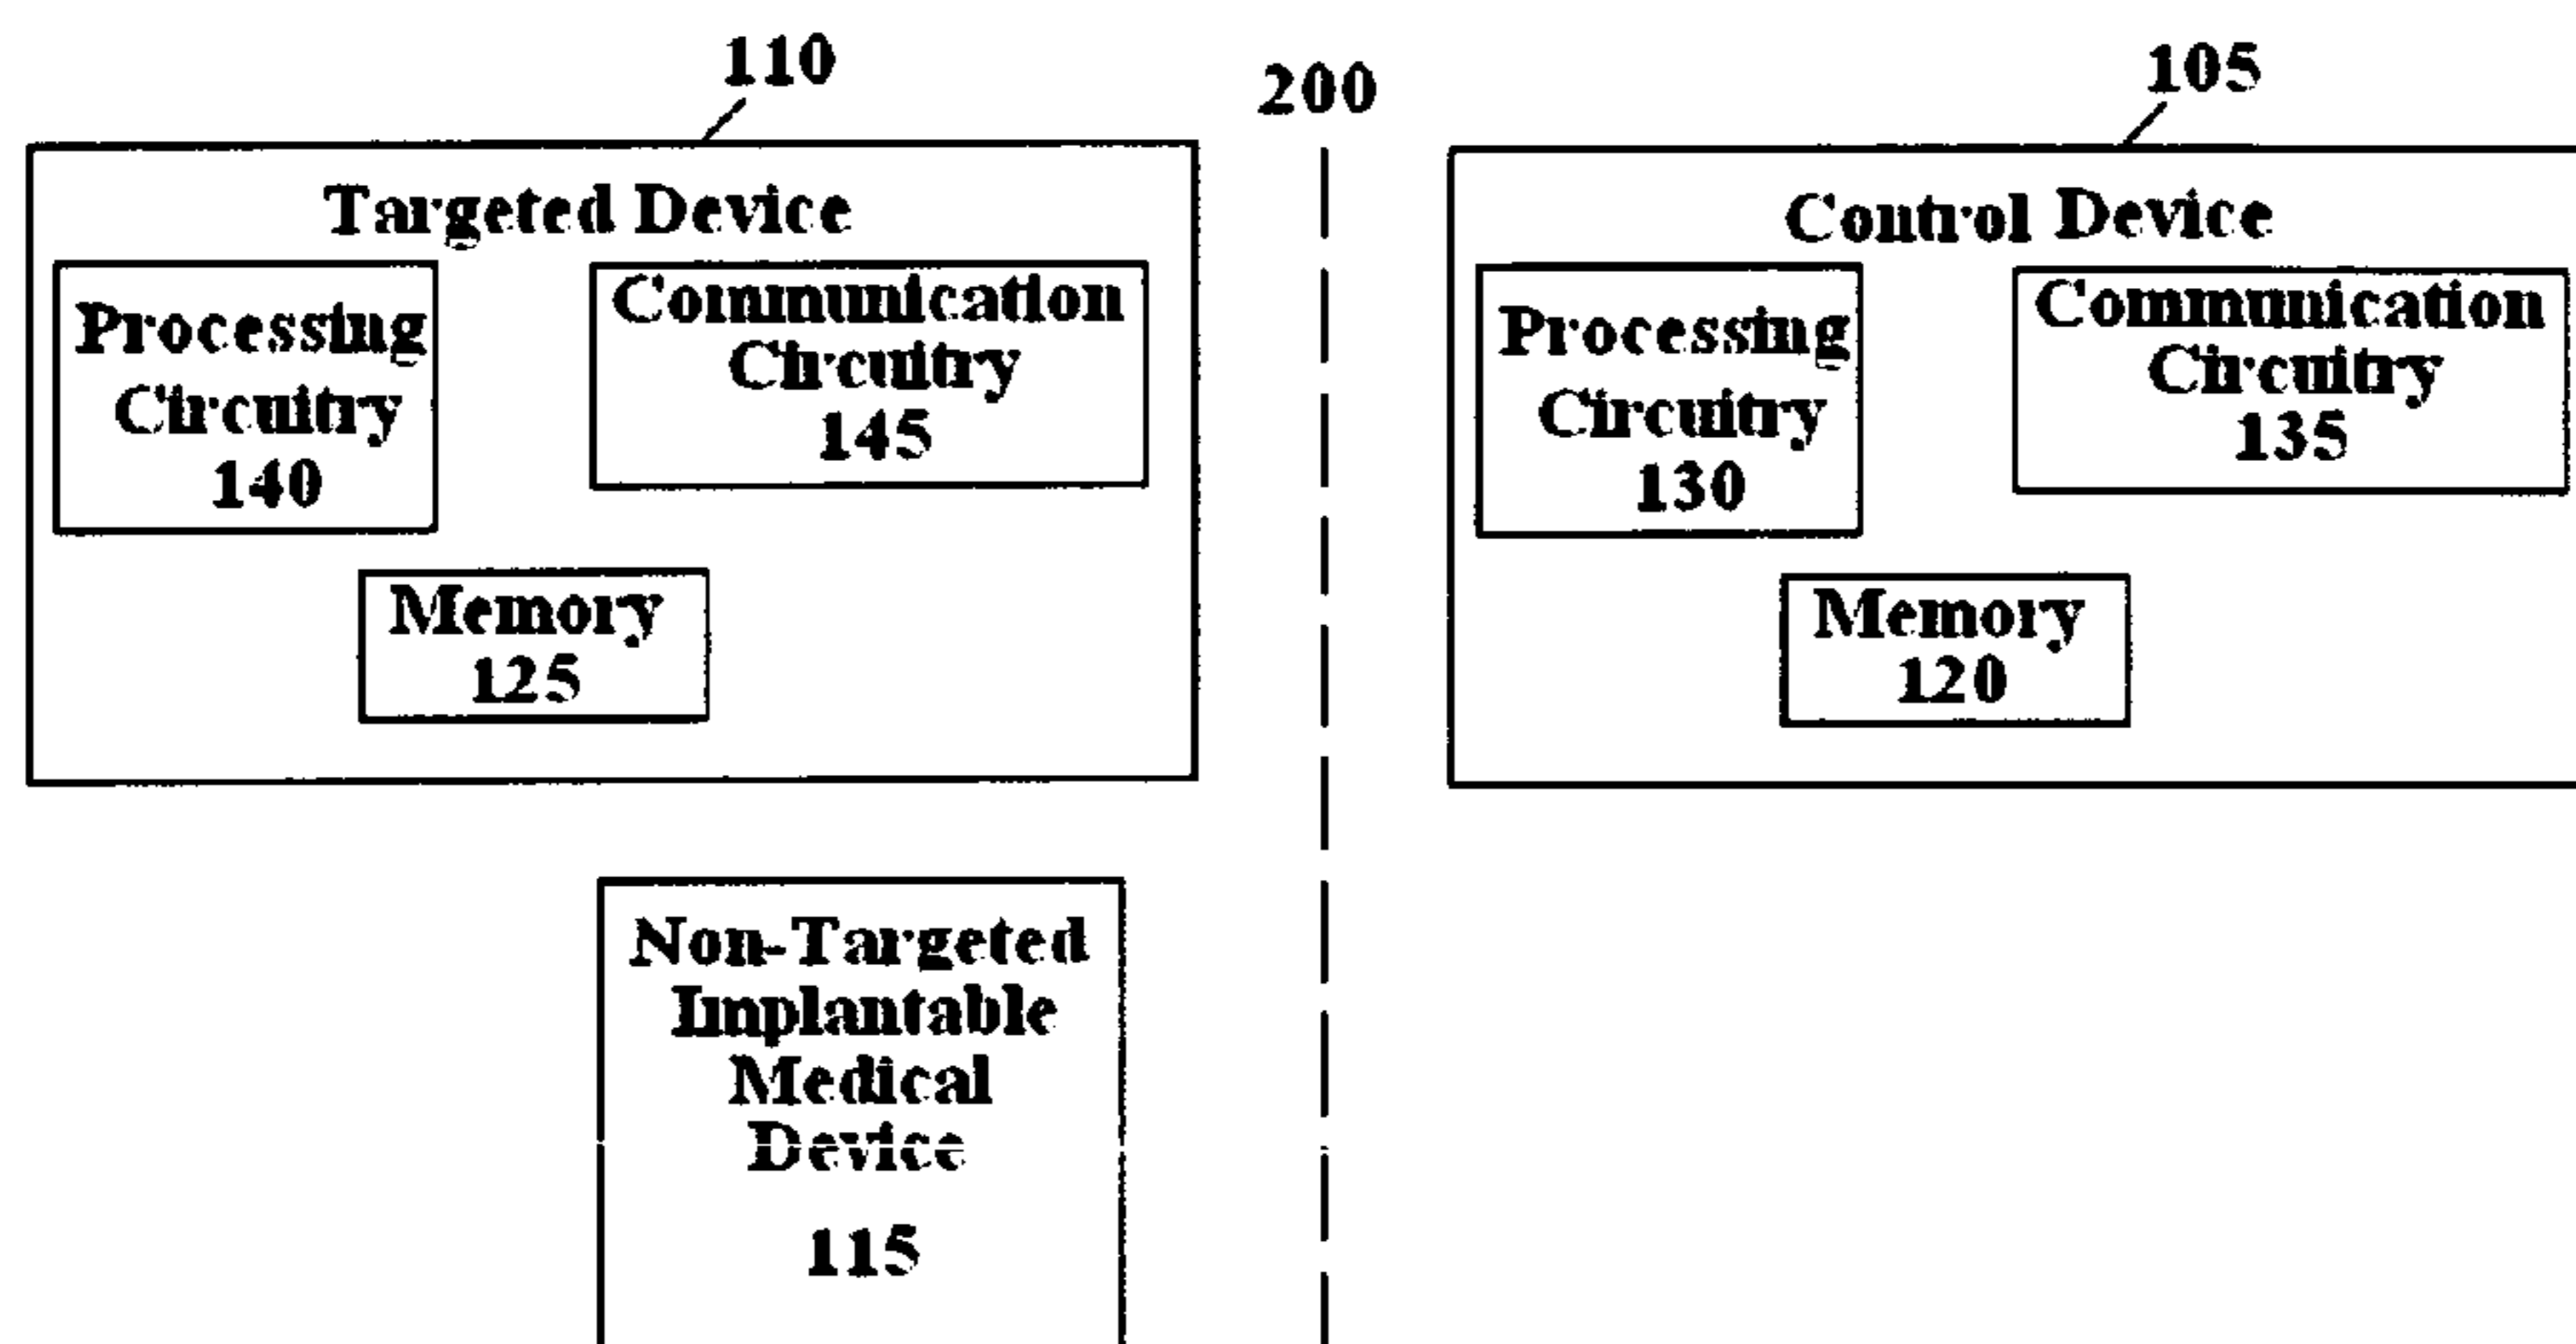 110
200
105
Targeted Device
Processing
Circuitry
140
Communication
Circuitry
145
Memory
125
Control Device
Processing
Circuitry
130
Communication
Circuitry
135
Memory
120
Non-Targeted
Implantable
Medical
Device
115